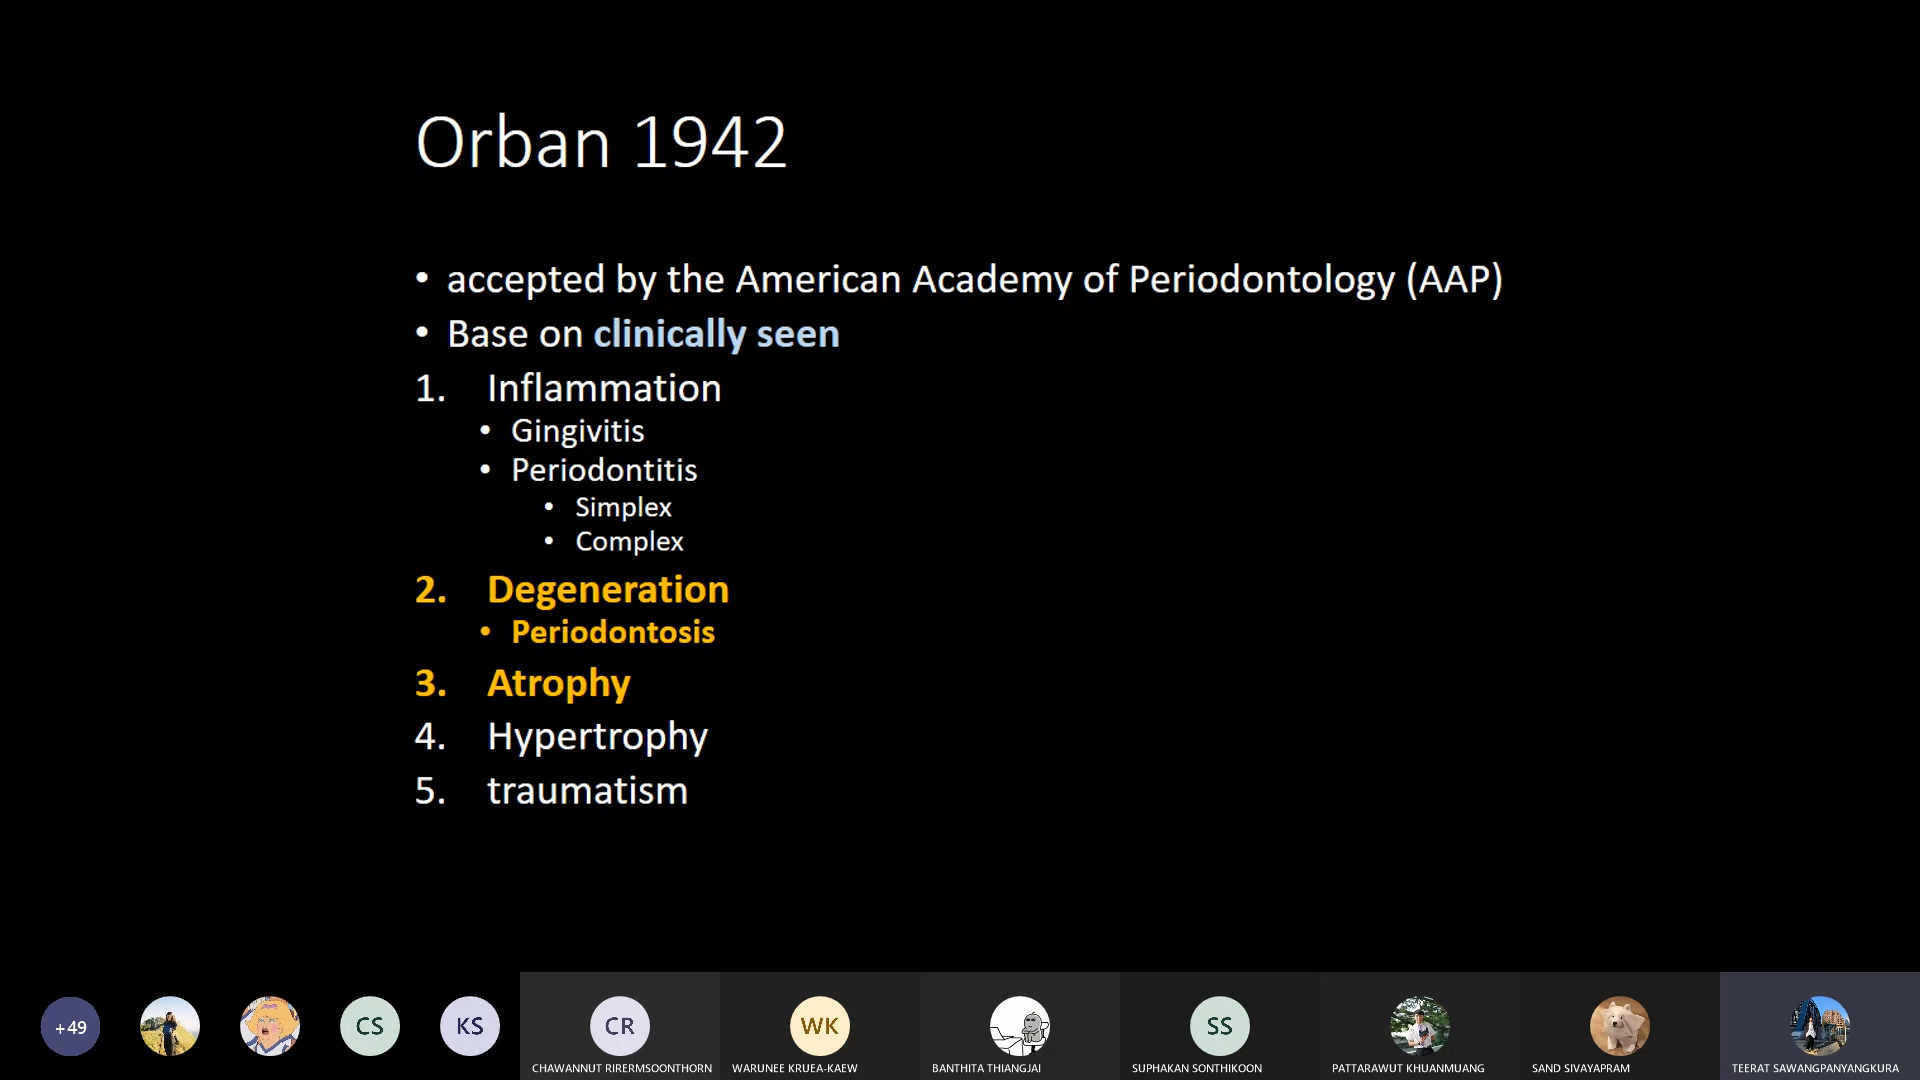 Orban 1942
• accepted by the American Academy of Periodontology (AAP)
• Base on clinically seen
1. Inflammation
• Gingivitis
• Periodontitis
• Simplex
• Complex
2. Degeneration
• Periodontosis
3. Atrophy
4. Hypertrophy
5. traumatism
+49
CS
KS
CR
WK
SS
CHAWANNUT RIRERMSOONTHORN
WARUNEE KRUEA-KAEW
BANTHITA THIANGJAI
SUPHAKAN SONTHIKOON
PATTARAWUT KHUANMUANG
SAND SIVAYAPRAM
TEERAT SAWANGPANYANGKURA